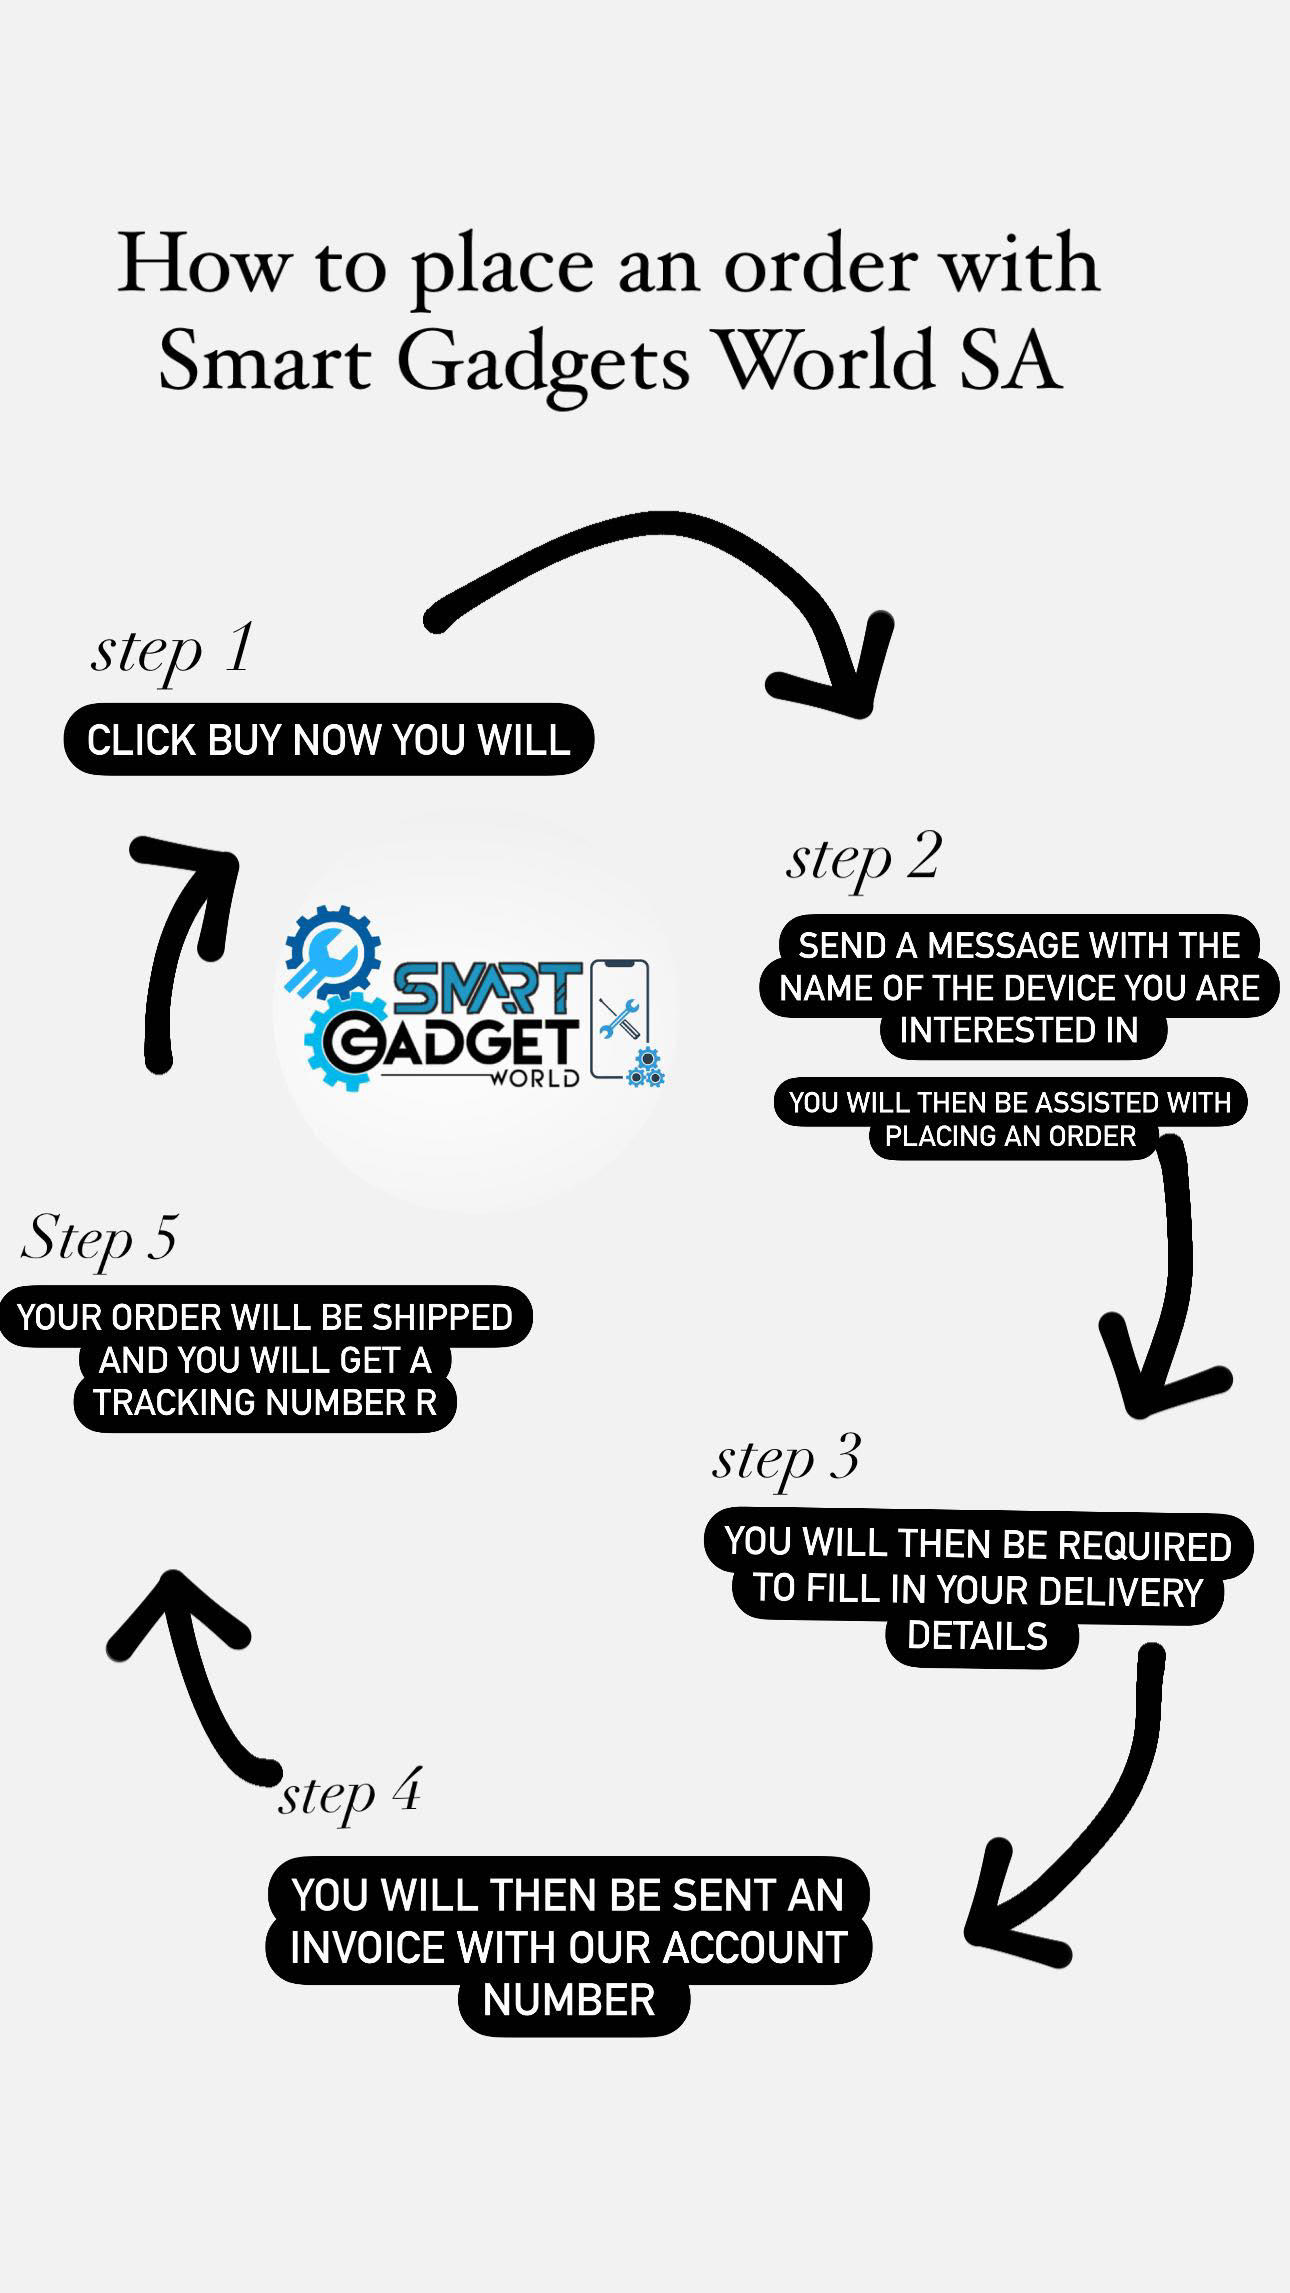 How to place an order with
Smart Gadgets World SA
step 1
CLICK BUY NOW YOU WILL
step 2
SEND A MESSAGE WITH THE
NAME OF THE DEVICE YOU ARE
INTERESTED IN
YOU WILL THEN BE ASSISTED WITH
PLACING AN ORDER
SMART
GADGET
WORLD
Step 5
YOUR ORDER WILL BE SHIPPED
AND YOU WILL GET A
TRACKING NUMBER R
step 3
YOU WILL THEN BE REQUIRED
TO FILL IN YOUR DELIVERY
DETAILS
step 4
YOU WILL THEN BE SENT AN
INVOICE WITH OUR ACCOUNT
NUMBER